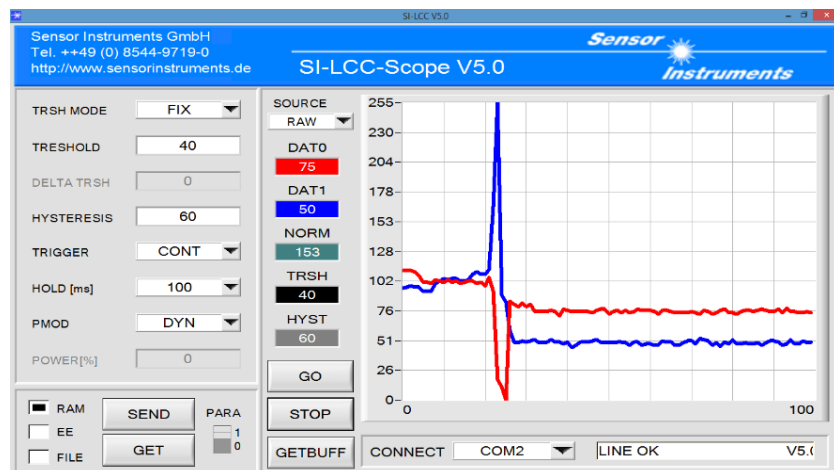 SI-LCC V5.0
Sensor Instruments GmbH
Tel. ++49 (0) 8544-9719-0
http://www.sensorinstruments.de
SI-LCC-Scope V5.0
Sensor
Instruments
TRSH MODE FIX
TRESHOLD 40
DELTA TRSH 0
HYSTERESIS 60
TRIGGER CONT
HOLD [ms] 100
PMOD DYN
POWER[%] 0
RAM
EE
FILE
SEND
GET
PARA
1
0
SOURCE
RAW
DAT0
75
DAT1
50
NORM
153
TRSH
40
HYST
60
GO
STOP
GETBUFF
255
230
204
178
153
128
102
76
51
26
0
0 100
CONNECT COM2 LINE OK V5.(